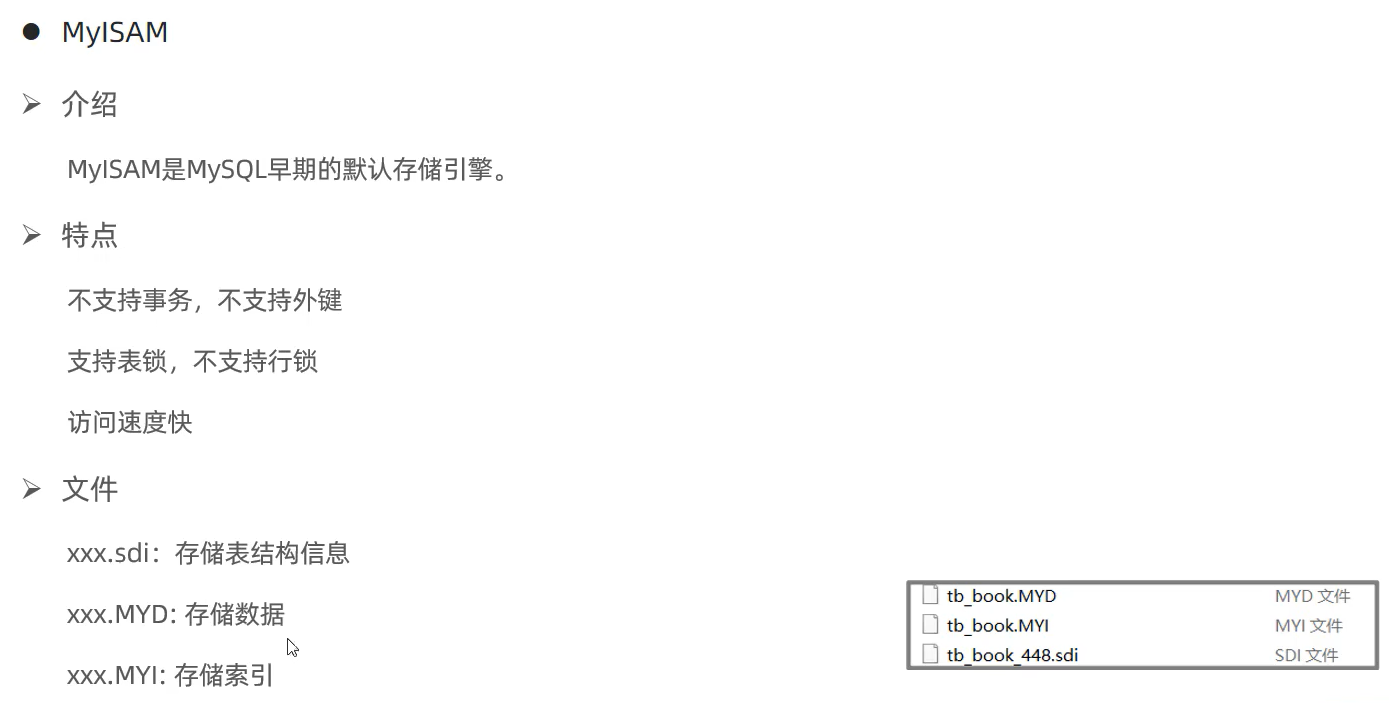 MyISAM
介绍
MyISAM是MySQL早期的默认存储引擎。
特点
不支持事务，不支持外键
支持表锁，不支持行锁
访问速度快
文件
xxx.sdi：存储表结构信息
xxx.MYD: 存储数据
xxx.MYI: 存储索引
tb_book.MYD MYD 文件
tb_book.MYI MYI 文件
tb_book_448.sdi SDI 文件